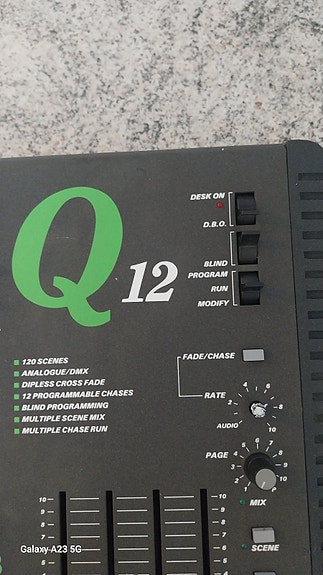 Q 12
DESK ON
D.B.O.
BLIND
PROGRAM
RUN
MODIFY
120 SCENES
ANALOGUE/DMX
DIPLESS CROSS FADE
12 PROGRAMMABLE CHASES
BLIND PROGRAMMING
MULTIPLE SCENE MIX
MULTIPLE CHASE RUN
FADE/CHASE
RATE
2 4 6 8 10
AUDIO
PAGE
1 2 3 4 5 6 7 8 9 10 P
MIX
SCENE
10 10
9 9
8 8
7 7
6 6
5 5
Galaxy A23 5G